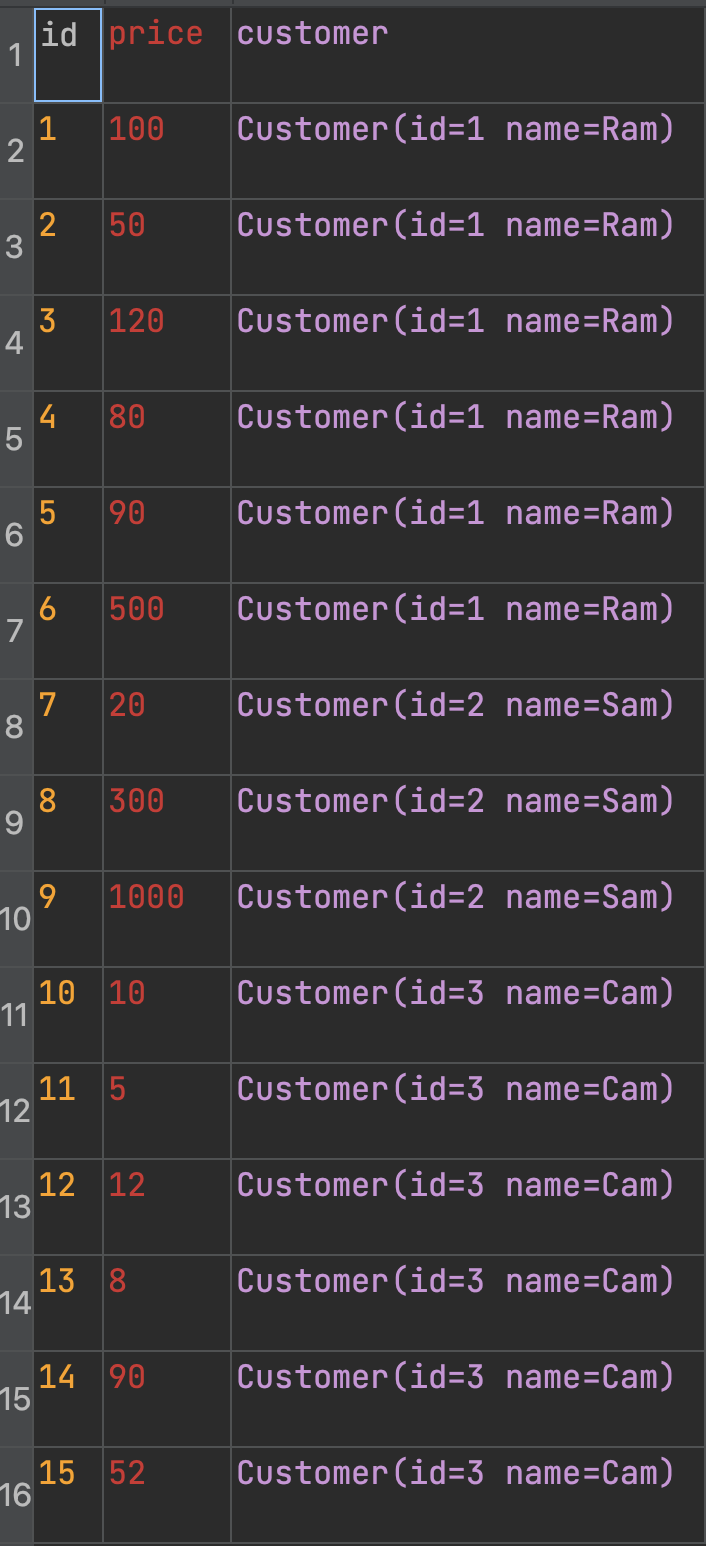 1 id price customer
2 1 100 Customer(id=1 name=Ram)
3 2 50 Customer(id=1 name=Ram)
4 3 120 Customer(id=1 name=Ram)
5 4 80 Customer(id=1 name=Ram)
6 5 90 Customer(id=1 name=Ram)
7 6 500 Customer(id=1 name=Ram)
8 7 20 Customer(id=2 name=Sam)
9 8 300 Customer(id=2 name=Sam)
10 9 1000 Customer(id=2 name=Sam)
11 10 10 Customer(id=3 name=Cam)
12 11 5 Customer(id=3 name=Cam)
13 12 12 Customer(id=3 name=Cam)
14 13 8 Customer(id=3 name=Cam)
15 14 90 Customer(id=3 name=Cam)
16 15 52 Customer(id=3 name=Cam)